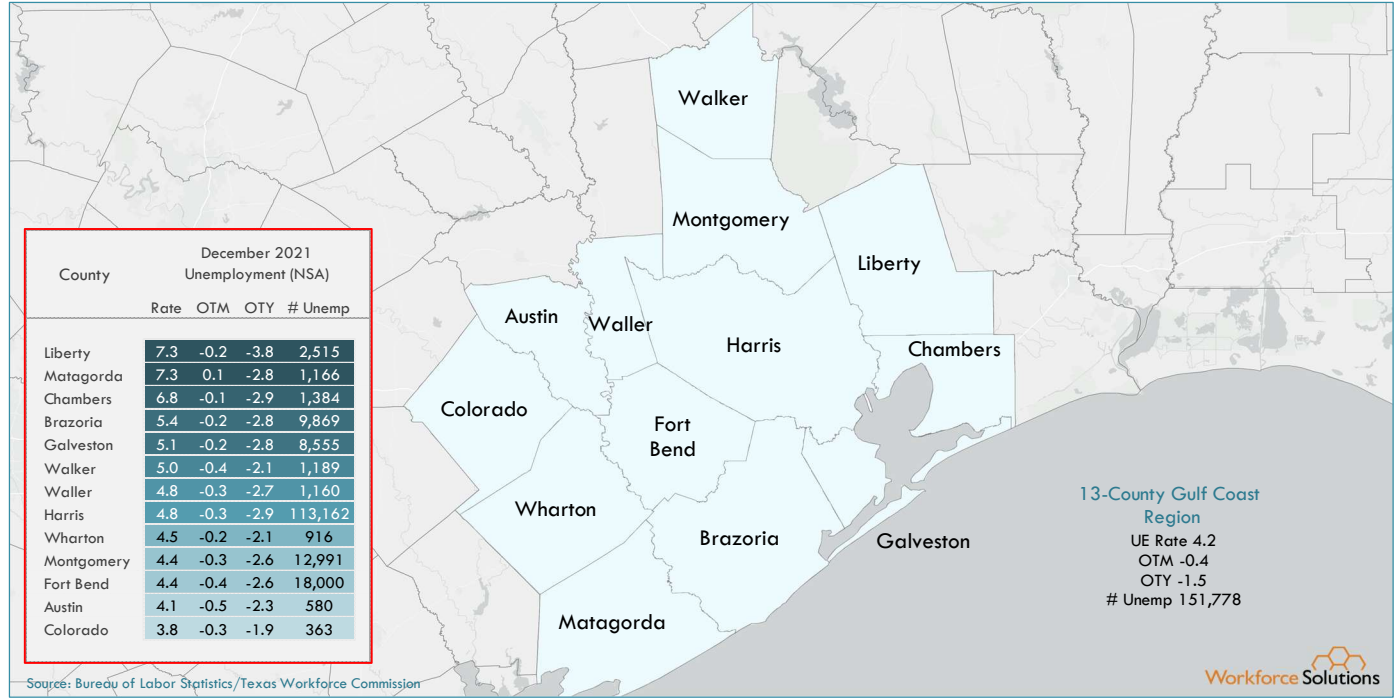 Walker
Montgomery
Liberty
Austin
Waller
Harris
Chambers
Colorado
Fort
Bend
Wharton
Brazoria
Galveston
Matagorda
County
December 2021
Unemployment (NSA)
Rate OTM OTY # Unemp
Liberty 7.3 -0.2 -3.8 2,515
Matagorda 7.3 0.1 -2.8 1,166
Chambers 6.8 -0.1 -2.9 1,384
Brazoria 5.4 -0.2 -2.8 9,869
Galveston 5.1 -0.2 -2.8 8,555
Walker 5.0 -0.4 -2.1 1,189
Waller 4.8 -0.3 -2.7 1,160
Harris 4.8 -0.3 -2.9 113,162
Wharton 4.5 -0.2 -2.1 916
Montgomery 4.4 -0.3 -2.6 12,991
Fort Bend 4.4 -0.4 -2.6 18,000
Austin 4.1 -0.5 -2.3 580
Colorado 3.8 -0.3 -1.9 363
13-County Gulf Coast
Region
UE Rate 4.2
OTM -0.4
OTY -1.5
# Unemp 151,778
Source: Bureau of Labor Statistics/Texas Workforce Commission
Workforce Solutions